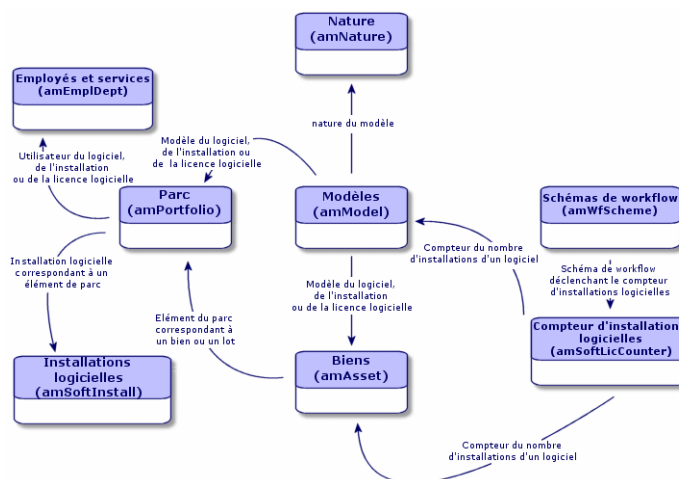 Nature
(amNature)
Employés et services
(amEmplDept)
nature du modèle
Utilisateur du logiciel,
de l'installation
ou de la licence logicielle
Modèle du logiciel,
de l'installation ou
de la licence logicielle
Parc
(amPortfolio)
Modèles
(amModel)
Schémas de workflow
(amWfScheme)
Installation logicielle
correspondant à un
élément de parc
Compteur du nombre
d'installations d'un logiciel
Schéma de workflow
déclenchant le compteur
d'installations logicielles
Modèle du logiciel,
de l'installation
ou de la licence logicielle
Elément du parc
correspondant à
un bien ou un lot
Installations
logicielles
(amSoftInstall)
Biens
(amAsset)
Compteur d'installation
logicielles
(amSoftLicCounter)
Compteur du nombre
d'installations d'un logiciel